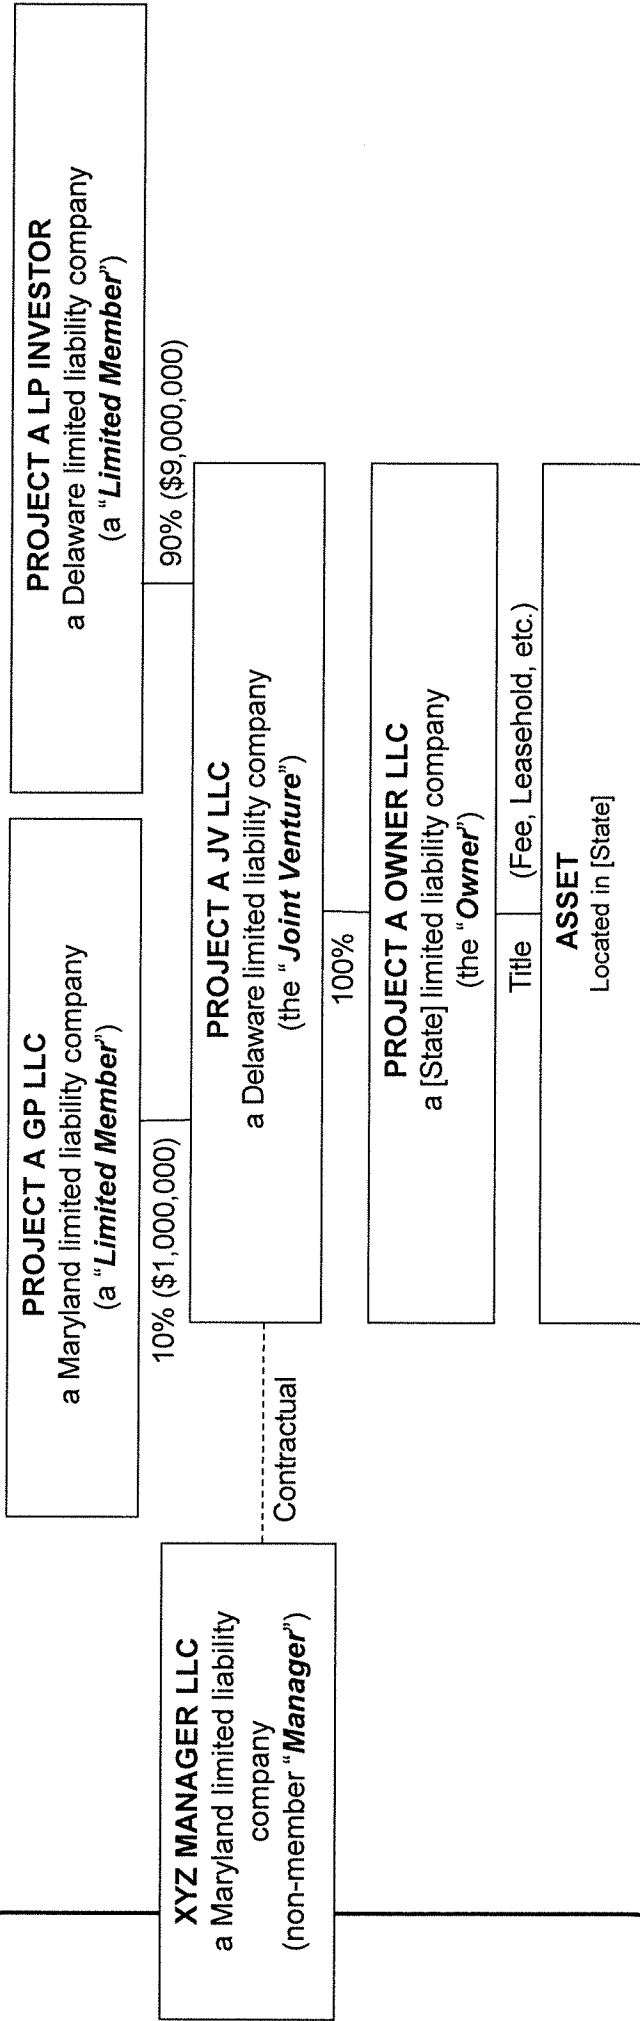 PROJECT A GP LLC
a Maryland limited liability company
(a “Limited Member”)
PROJECT A LP INVESTOR
a Delaware limited liability company
(a “Limited Member”)
10% ($1,000,000)
90% ($9,000,000)
XYZ MANAGER LLC
a Maryland limited liability
company
(non-member “Manager”)
Contractual
PROJECT A JV LLC
a Delaware limited liability company
(the “Joint Venture”)
100%
PROJECT A OWNER LLC
a [State] limited liability company
(the “Owner”)
Title (Fee, Leasehold, etc.)
ASSET
Located in [State]